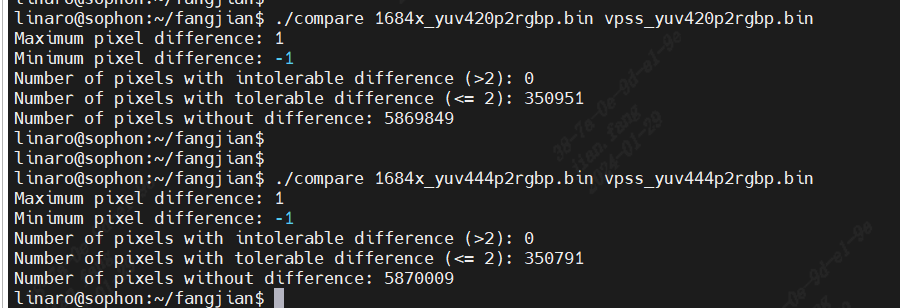 linaro@sophon:~/fangjian$ ./compare 1684x_yuv420p2rgbp.bin vpss_yuv420p2rgbp.bin
Maximum pixel difference: 1
Minimum pixel difference: -1
Number of pixels with intolerable difference (>2): 0
Number of pixels with tolerable difference (<= 2): 350951
Number of pixels without difference: 5869849
linaro@sophon:~/fangjian$
linaro@sophon:~/fangjian$
linaro@sophon:~/fangjian$ ./compare 1684x_yuv444p2rgbp.bin vpss_yuv444p2rgbp.bin
Maximum pixel difference: 1
Minimum pixel difference: -1
Number of pixels with intolerable difference (>2): 0
Number of pixels with tolerable difference (<= 2): 350791
Number of pixels without difference: 5870009
linaro@sophon:~/fangjian$